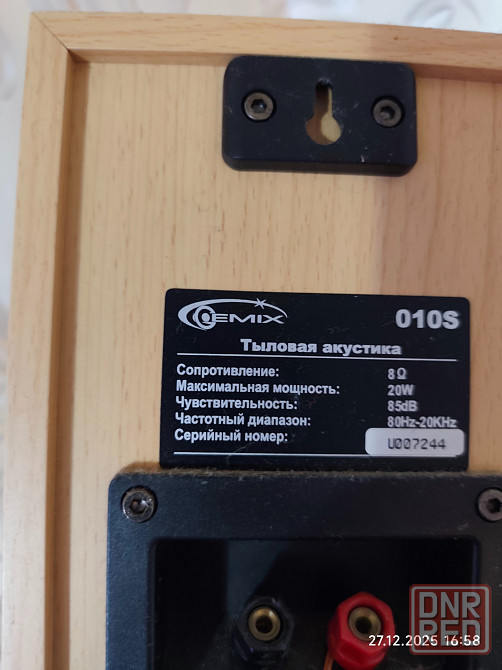 GEMIX 010S
Тыловая акустика
Сопротивление: 8 Ω
Максимальная мощность: 20W
Чувствительность: 85dB
Частотный диапазон: 80Hz-20KHz
Серийный номер: U007244
DNR
RED
27.12.2025 16:58